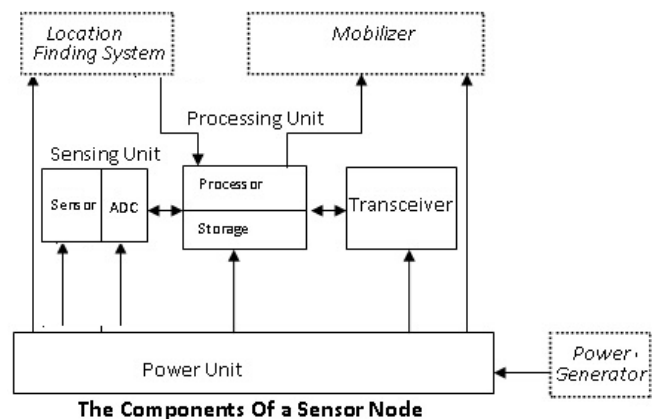 Location
Finding System
Mobilizer
Processing Unit
Sensing Unit
Sensor
ADC
Processor
Storage
Transceiver
Power Unit
Power
Generator
The Components Of a Sensor Node